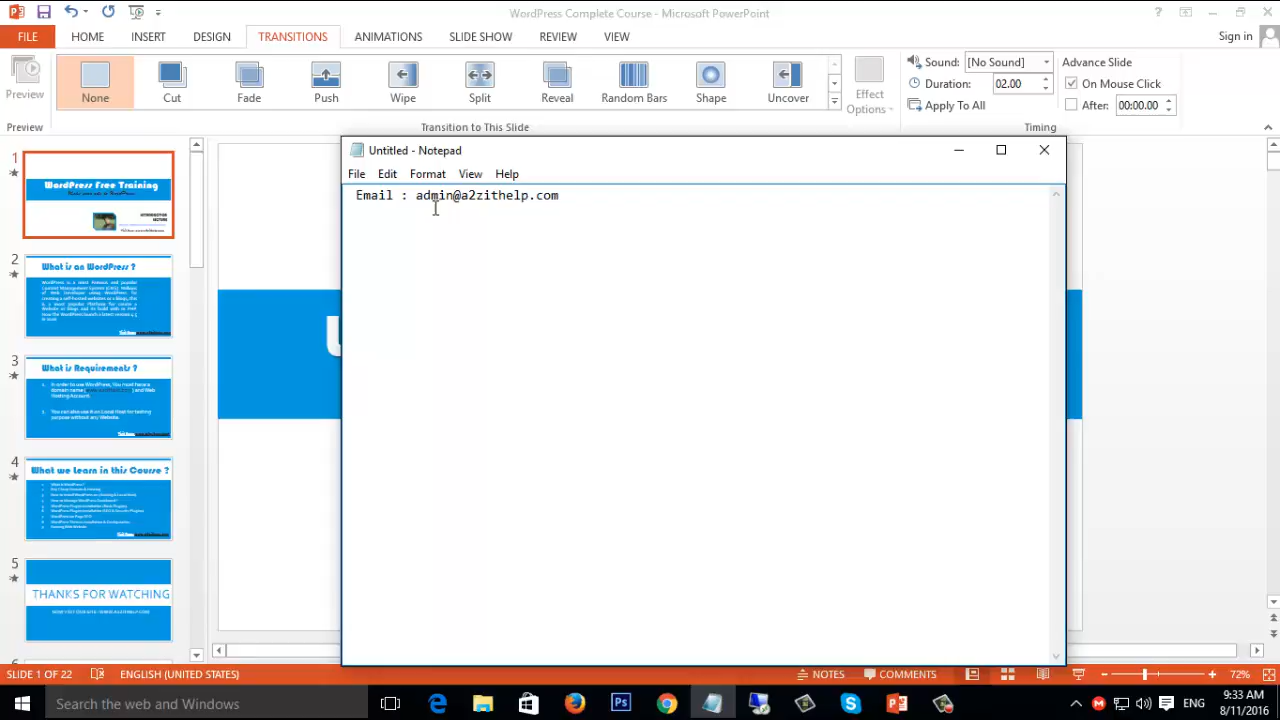 WordPress Complete Course - Microsoft PowerPoint
FILE HOME INSERT DESIGN TRANSITIONS ANIMATIONS SLIDE SHOW REVIEW VIEW
Sign in
Preview
None Cut Fade Push Wipe Split Reveal Random Bars Shape Uncover
Effect
Options
Sound: [No Sound]
Duration: 02.00
Apply To All
Advance Slide
On Mouse Click
After: 00:00.00
Preview
Transition to This Slide
Timing
1
WordPress Free Training
2
What is an WordPress ?
3
What is Requirements ?
4
What we Learn in this Course ?
5
THANKS FOR WATCHING
Untitled - Notepad
File Edit Format View Help
Email : admin@a2zithelp.com
SLIDE 1 OF 22
ENGLISH (UNITED STATES)
NOTES
COMMENTS
72%
Search the web and Windows
ENG
9:33 AM
8/11/2016